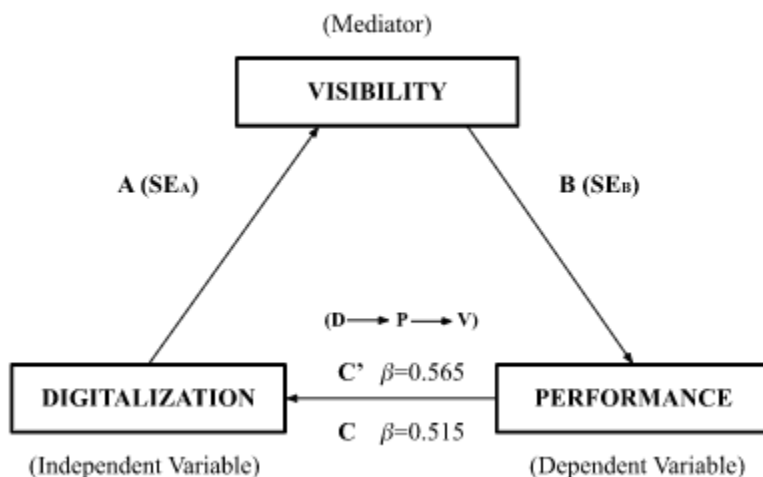 (Mediator)
VISIBILITY
A (SEA)
B (SEB)
(D → P → V)
C' β=0.565
DIGITALIZATION
PERFORMANCE
C β=0.515
(Independent Variable)
(Dependent Variable)